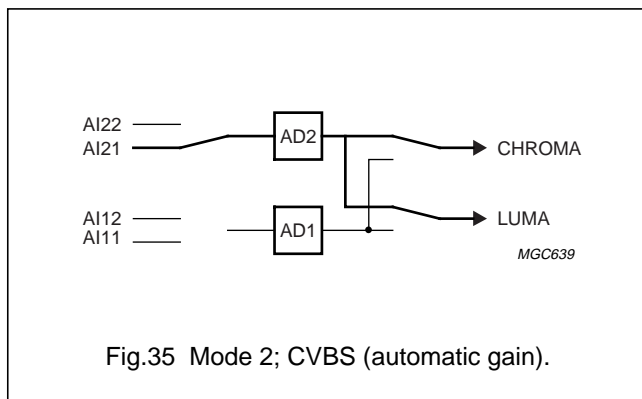 AI22
AI21
AD2
CHROMA
AI12
AI11
AD1
LUMA
MGC639
Fig.35 Mode 2; CVBS (automatic gain).